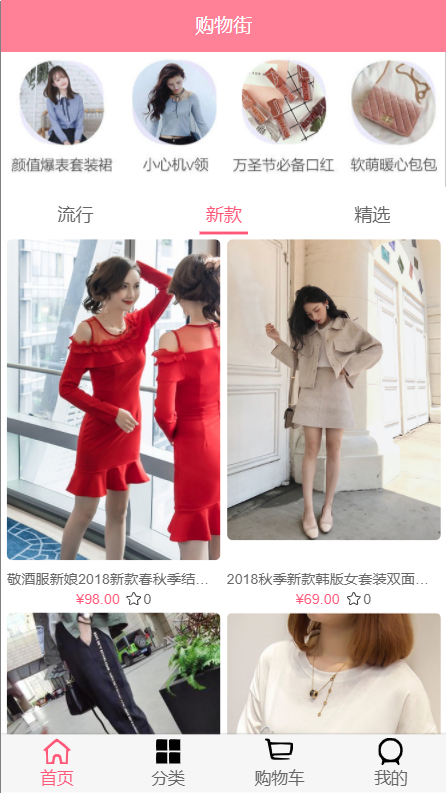 购物街
颜值爆表套装裙 小心机v领 万圣节必备口红 软萌暖心包包
流行 新款 精选
敬酒服新娘2018新款春秋季结… 2018秋季新款韩版女套装双面…
¥98.00 0 ¥69.00 0
首页 分类 购物车 我的